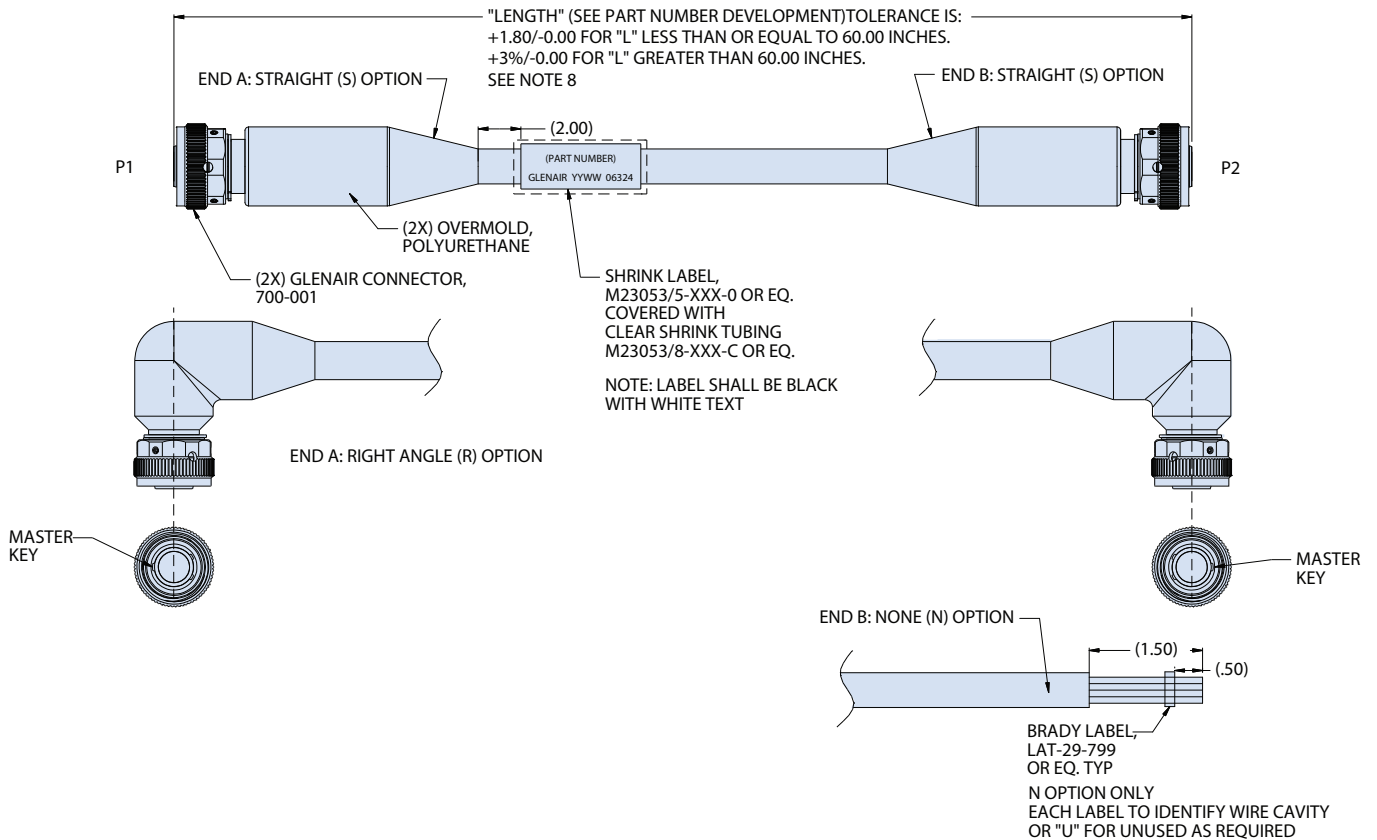 "LENGTH" (SEE PART NUMBER DEVELOPMENT)TOLERANCE IS:
+1.80/-0.00 FOR "L" LESS THAN OR EQUAL TO 60.00 INCHES.
+3%/-0.00 FOR "L" GREATER THAN 60.00 INCHES.
SEE NOTE 8
END A: STRAIGHT (S) OPTION
END B: STRAIGHT (S) OPTION
(2.00)
P1
(PART NUMBER)
GLENAIR YYWW 06324
P2
(2X) OVERMOLD,
POLYURETHANE
(2X) GLENAIR CONNECTOR,
700-001
SHRINK LABEL,
M23053/5-XXX-0 OR EQ.
COVERED WITH
CLEAR SHRINK TUBING
M23053/8-XXX-C OR EQ.
NOTE: LABEL SHALL BE BLACK
WITH WHITE TEXT
END A: RIGHT ANGLE (R) OPTION
MASTER
KEY
MASTER
KEY
END B: NONE (N) OPTION
(1.50)
(.50)
BRADY LABEL,
LAT-29-799
OR EQ. TYP
N OPTION ONLY
EACH LABEL TO IDENTIFY WIRE CAVITY
OR "U" FOR UNUSED AS REQUIRED